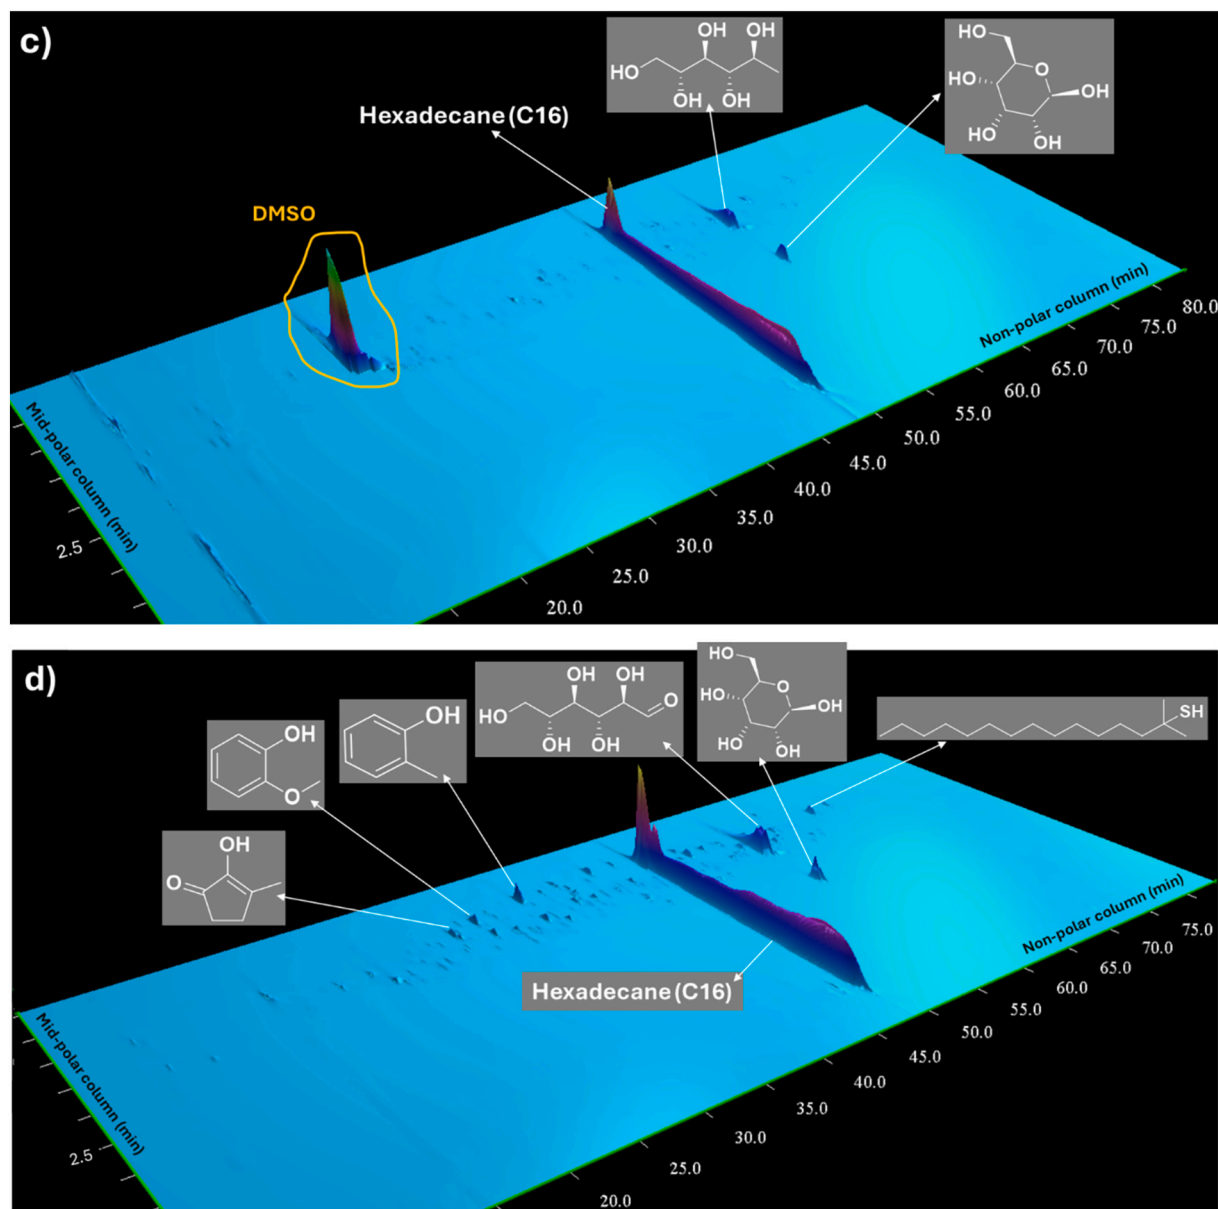 c)
OH OH
HO
OH OH
HO
O
HO
OH
HO
OH
Hexadecane (C16)
DMSO
Non-polar column (min)
80.0
75.0
70.0
65.0
60.0
55.0
50.0
45.0
40.0
35.0
30.0
25.0
20.0
Mid-polar column (min)
2.5
d)
OH
O
OH
OH OH
O
HO
OH OH
HO
O
HO
OH
HO
OH
SH
OH
O
Hexadecane (C16)
Non-polar column (min)
75.0
70.0
65.0
60.0
55.0
50.0
45.0
40.0
35.0
30.0
25.0
20.0
Mid-polar column (min)
2.5